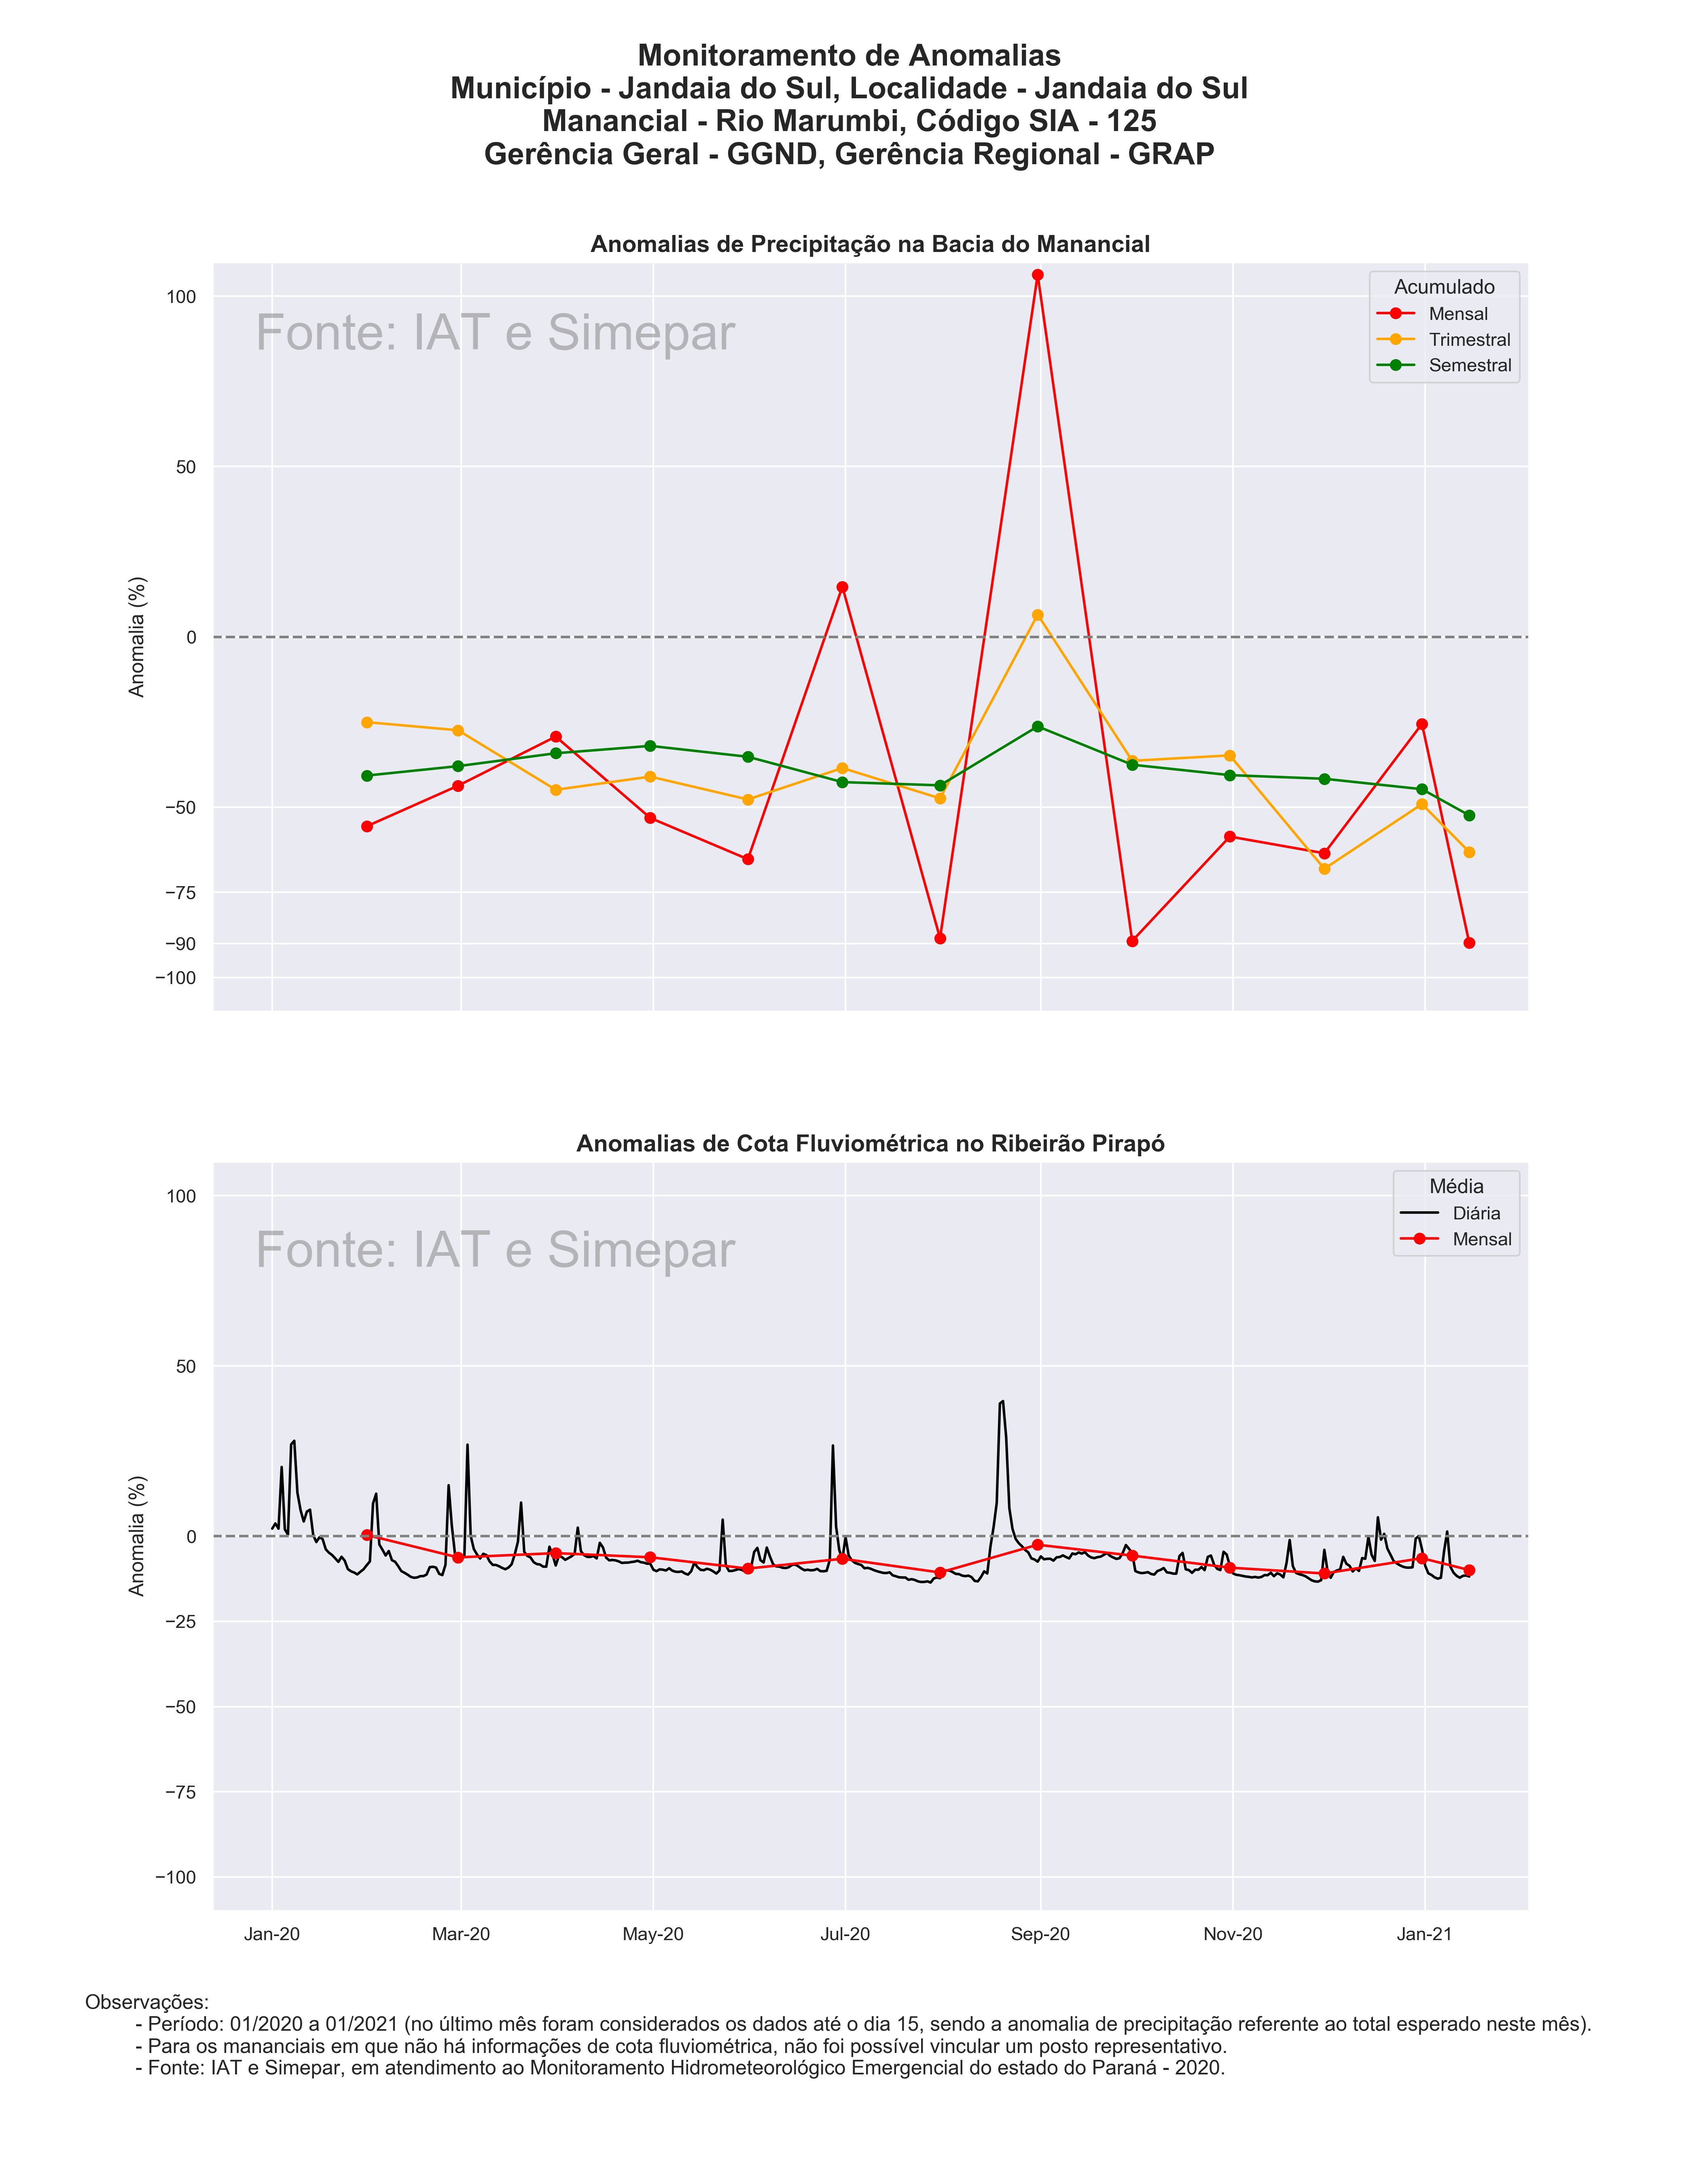 Monitoramento de Anomalias
Município - Jandaia do Sul, Localidade - Jandaia do Sul
Manancial - Rio Marumbi, Código SIA - 125
Gerência Geral - GGND, Gerência Regional - GRAP
Anomalias de Precipitação na Bacia do Manancial
Fonte: IAT e Simepar
Acumulado
Mensal
Trimestral
Semestral
Anomalia (%)
100
50
0
−50
−75
−90
−100
Anomalias de Cota Fluviométrica no Ribeirão Pirapó
Fonte: IAT e Simepar
Média
Diária
Mensal
Anomalia (%)
100
50
0
−25
−50
−75
−100
Jan-20 Mar-20 May-20 Jul-20 Sep-20 Nov-20 Jan-21
Observações:
- Período: 01/2020 a 01/2021 (no último mês foram considerados os dados até o dia 15, sendo a anomalia de precipitação referente ao total esperado neste mês).
- Para os mananciais em que não há informações de cota fluviométrica, não foi possível vincular um posto representativo.
- Fonte: IAT e Simepar, em atendimento ao Monitoramento Hidrometeorológico Emergencial do estado do Paraná - 2020.